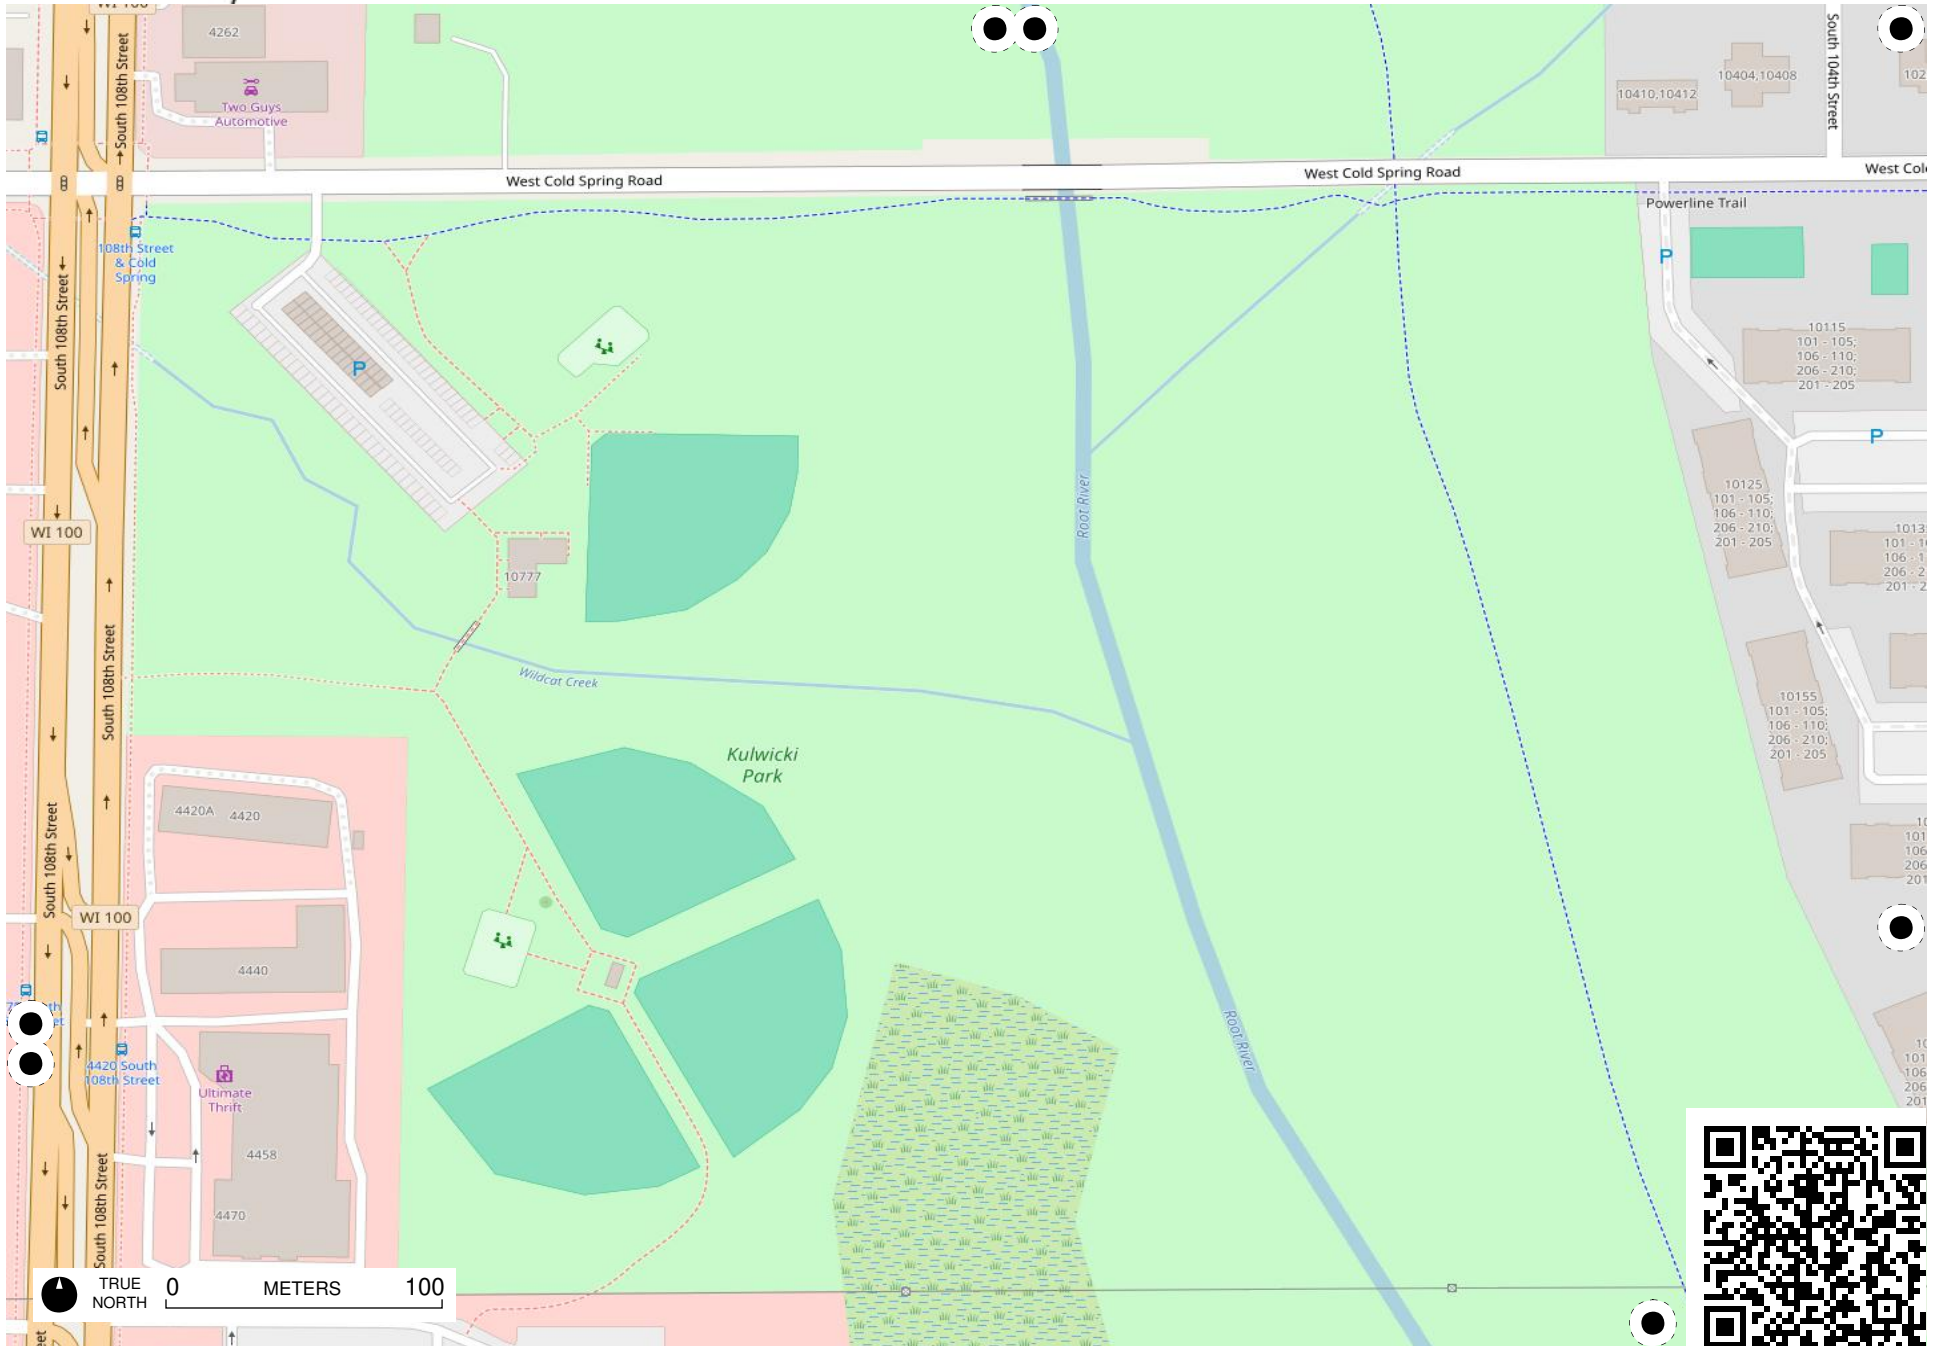 WI 100
4262
South 108th Street
Two Guys
Automotive
10410,10412
10404,10408
South 104th Street
West Cold Spring Road
West Cold Spring Road
Powerline Trail
108th Street
& Cold
Spring
South 108th Street
P
P
10115
101 - 105;
106 - 110;
206 - 210;
201 - 205
P
Root River
10125
101 - 105;
106 - 110;
206 - 210;
201 - 205
WI 100
10777
South 108th Street
Wildcat Creek
10155
101 - 105;
106 - 110;
206 - 210;
201 - 205
Kulwicki
Park
4420A 4420
South 108th Street
WI 100
4440
Root River
4420 South
108th Street
Ultimate
Thrift
4458
4470
South 108th Street
TRUE
NORTH
0 METERS 100